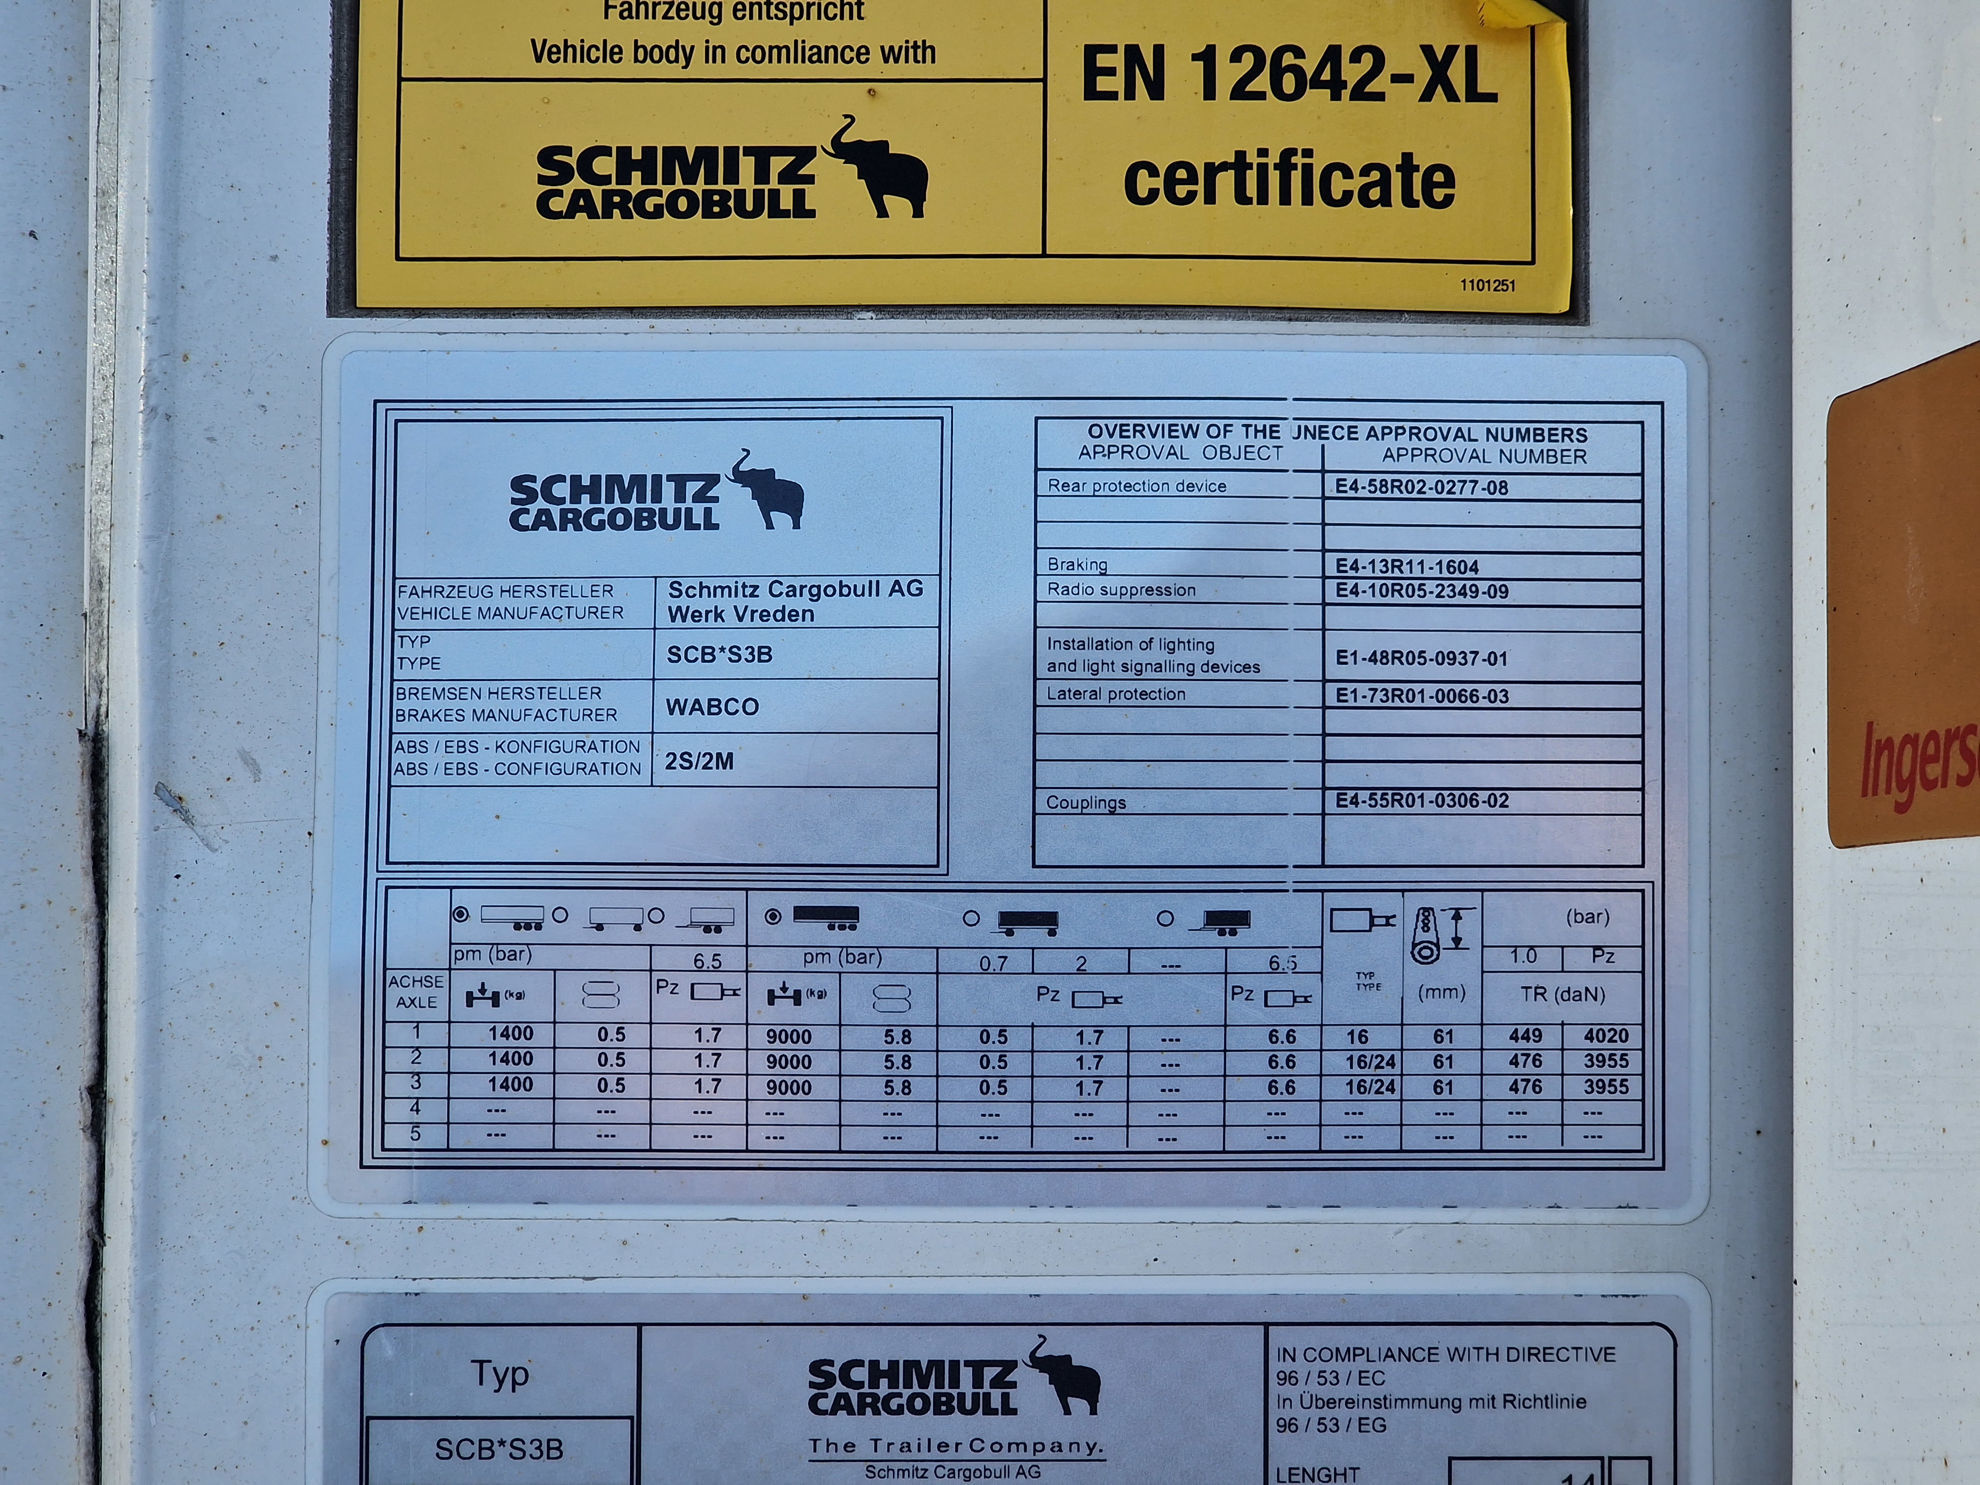 Fahrzeug entspricht
Vehicle body in comliance with
EN 12642-XL
SCHMITZ
CARGOBULL
certificate
1101251
SCHMITZ
CARGOBULL
FAHRZEUG HERSTELLER
VEHICLE MANUFACTURER
Schmitz Cargobull AG
Werk Vreden
TYP
TYPE
SCB*S3B
BREMSEN HERSTELLER
BRAKES MANUFACTURER
WABCO
ABS / EBS - KONFIGURATION
ABS / EBS - CONFIGURATION
2S/2M
OVERVIEW OF THE UNECE APPROVAL NUMBERS
APPROVAL OBJECT APPROVAL NUMBER
Rear protection device E4-58R02-0277-08
Braking E4-13R11-1604
Radio suppression E4-10R05-2349-09
Installation of lighting
and light signalling devices E1-48R05-0937-01
Lateral protection E1-73R01-0066-03
Couplings E4-55R01-0306-02
(bar)
pm (bar) 6.5 pm (bar) 0.7 2 --- 6.5 1.0 Pz
ACHSE
AXLE
(kg) Pz (kg) Pz Pz
TYP
TYPE
(mm) TR (daN)
1 1400 0.5 1.7 9000 5.8 0.5 1.7 --- 6.6 16 61 449 4020
2 1400 0.5 1.7 9000 5.8 0.5 1.7 --- 6.6 16/24 61 476 3955
3 1400 0.5 1.7 9000 5.8 0.5 1.7 --- 6.6 16/24 61 476 3955
4 --- --- --- --- --- --- --- --- --- --- --- --- ---
5 --- --- --- --- --- --- --- --- --- --- --- --- ---
Typ
SCB*S3B
SCHMITZ
CARGOBULL
The TrailerCompany.
Schmitz Cargobull AG
IN COMPLIANCE WITH DIRECTIVE
96 / 53 / EC
In Übereinstimmung mit Richtlinie
96 / 53 / EG
LENGHT
Ingers